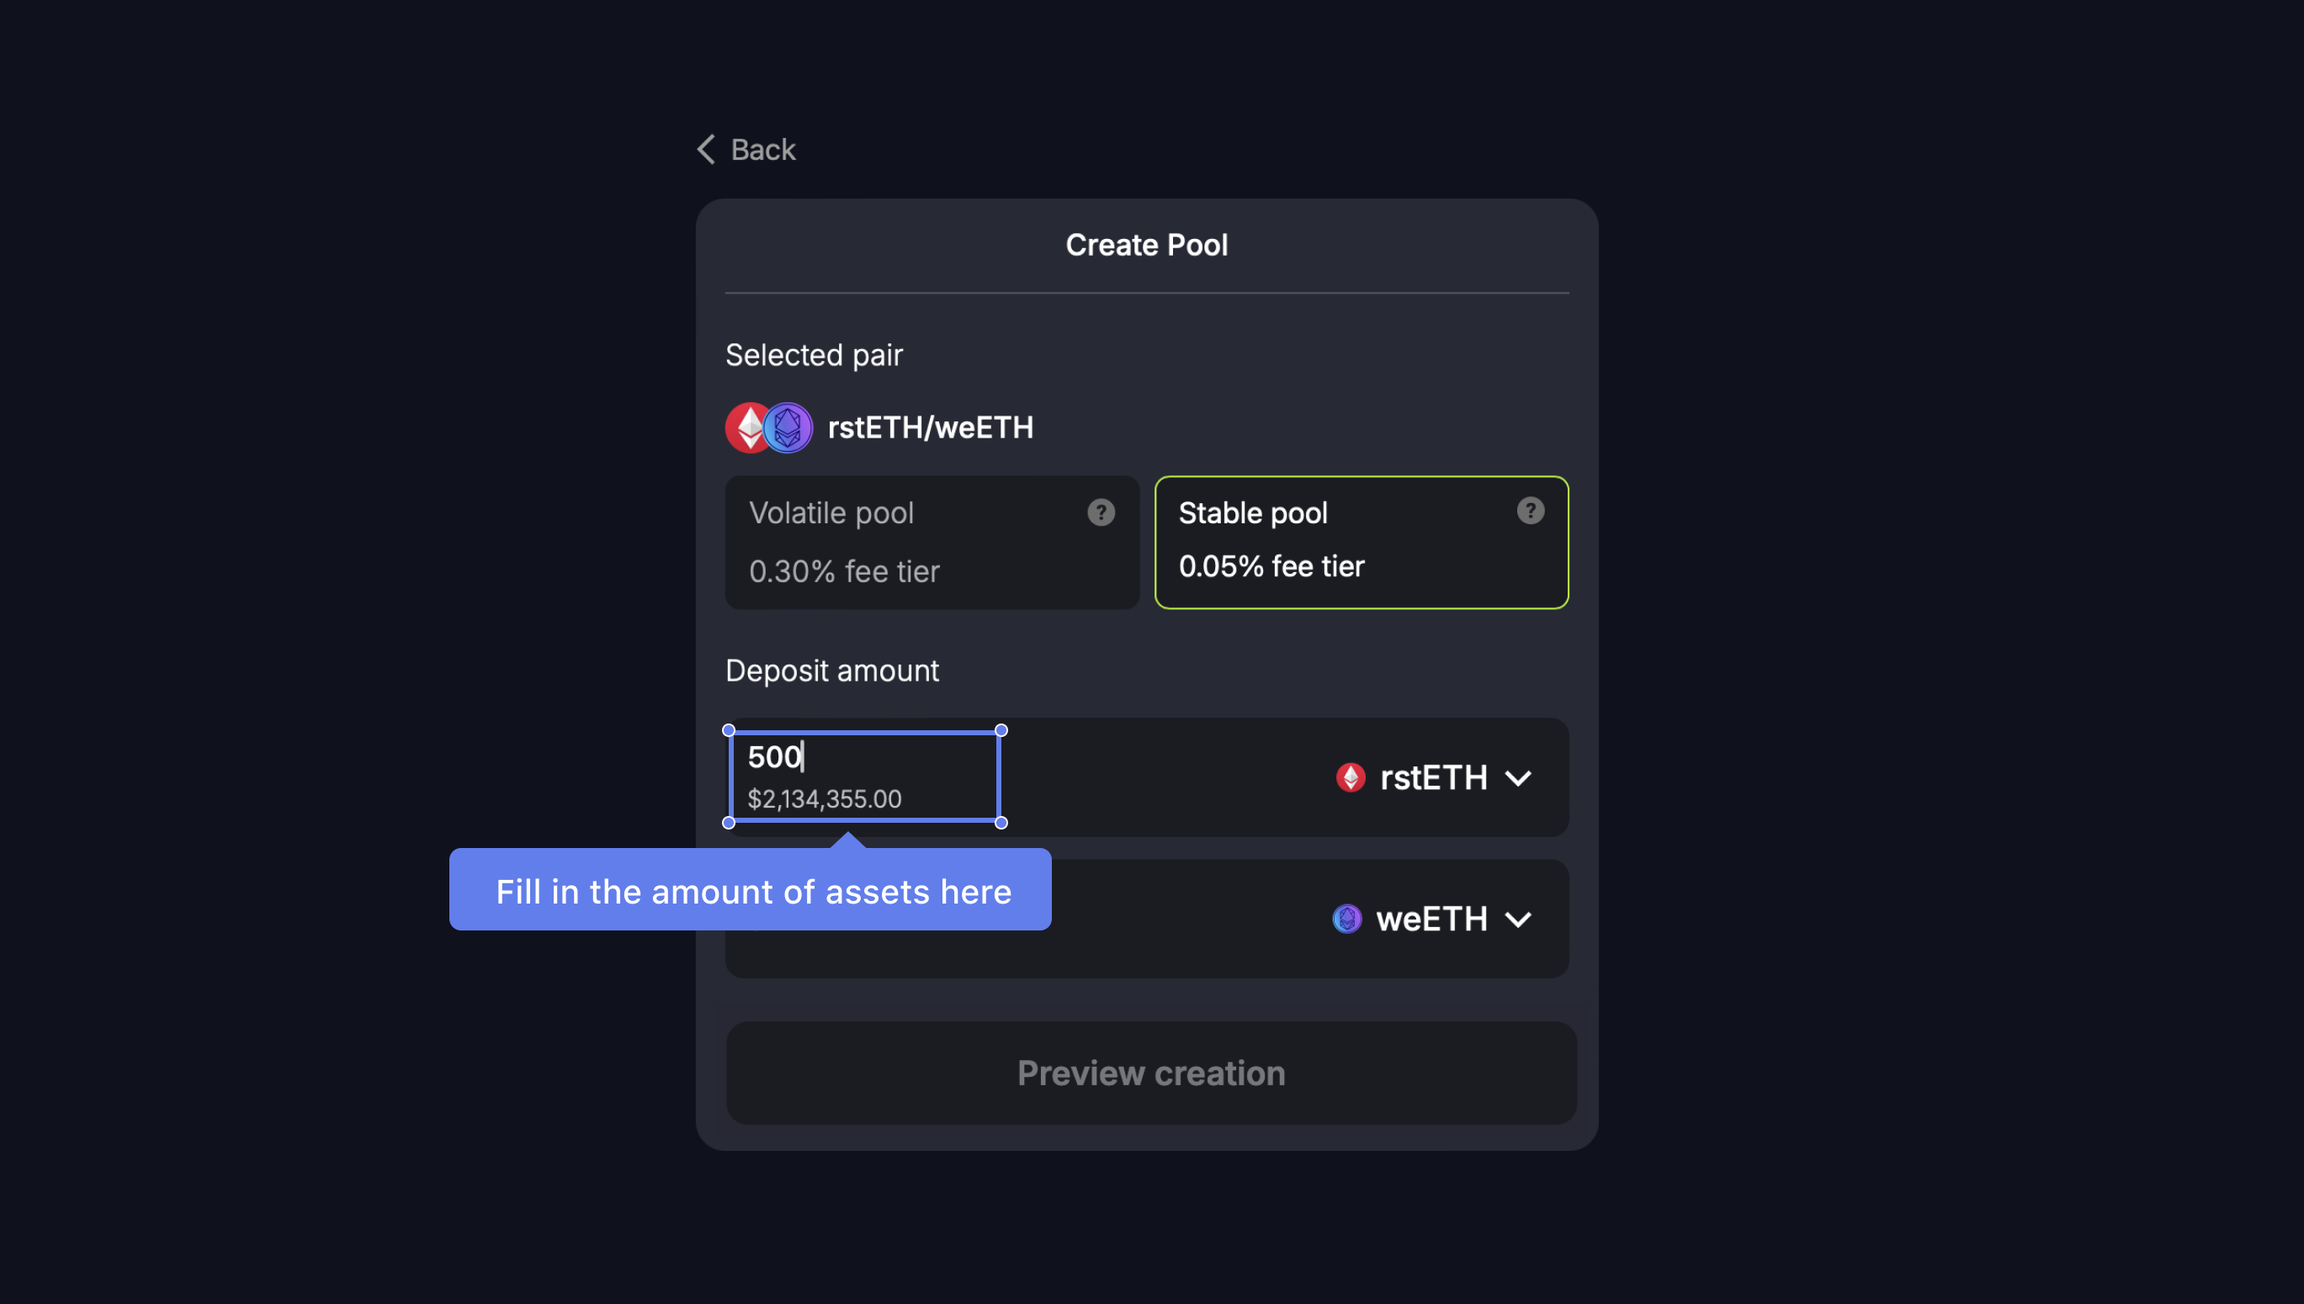 Back
Create Pool
Selected pair
rstETH/weETH
Volatile pool ?
0.30% fee tier
Stable pool ?
0.05% fee tier
Deposit amount
500
$2,134,355.00
rstETH
Fill in the amount of assets here
weETH
Preview creation